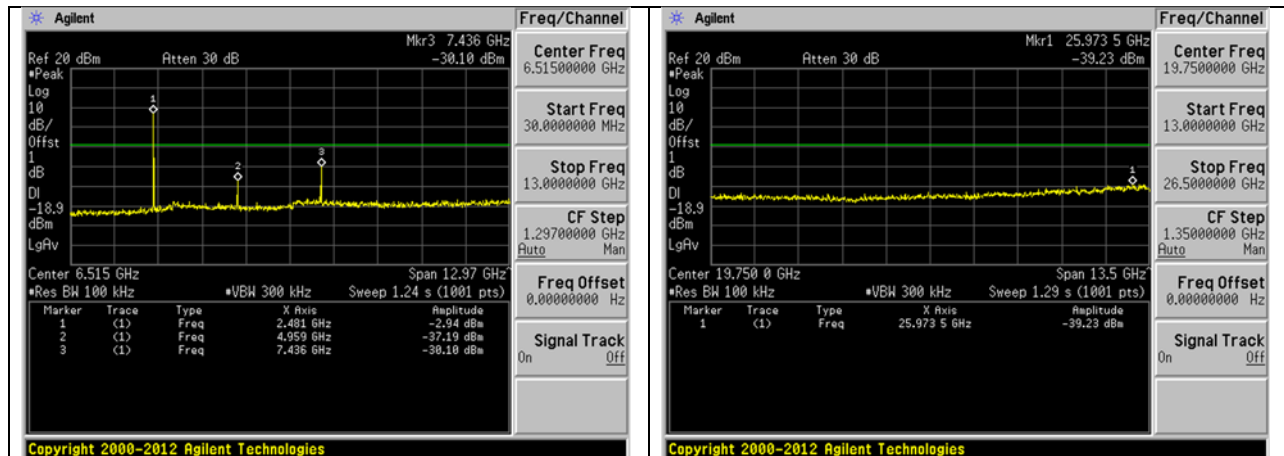 Agilent
Freq/Channel
Mkr3 7.436 GHz
Ref 20 dBm Atten 30 dB -30.10 dBm
#Peak
Log
10
dB/
Offst
1
dB
DI
-18.9
dBm
LgAv
1
2
3
Center 6.515 GHz Span 12.97 GHz^
#Res BW 100 kHz #VBW 300 kHz Sweep 1.24 s (1001 pts)
Marker Trace Type X Axis Amplitude
1 (1) Freq 2.481 GHz -2.94 dBm
2 (1) Freq 4.959 GHz -37.19 dBm
3 (1) Freq 7.436 GHz -30.10 dBm
Center Freq
6.51500000 GHz
Start Freq
30.0000000 MHz
Stop Freq
13.0000000 GHz
CF Step
1.29700000 GHz
Auto Man
Freq Offset
0.00000000 Hz
Signal Track
On Off
Copyright 2000-2012 Agilent Technologies
Agilent
Freq/Channel
Mkr1 25.973 5 GHz
Ref 20 dBm Atten 30 dB -39.23 dBm
#Peak
Log
10
dB/
Offst
1
dB
DI
-18.9
dBm
LgAv
1
Center 19.750 0 GHz Span 13.5 GHz^
#Res BW 100 kHz #VBW 300 kHz Sweep 1.29 s (1001 pts)
Marker Trace Type X Axis Amplitude
1 (1) Freq 25.973 5 GHz -39.23 dBm
Center Freq
19.7500000 GHz
Start Freq
13.0000000 GHz
Stop Freq
26.5000000 GHz
CF Step
1.35000000 GHz
Auto Man
Freq Offset
0.00000000 Hz
Signal Track
On Off
Copyright 2000-2012 Agilent Technologies